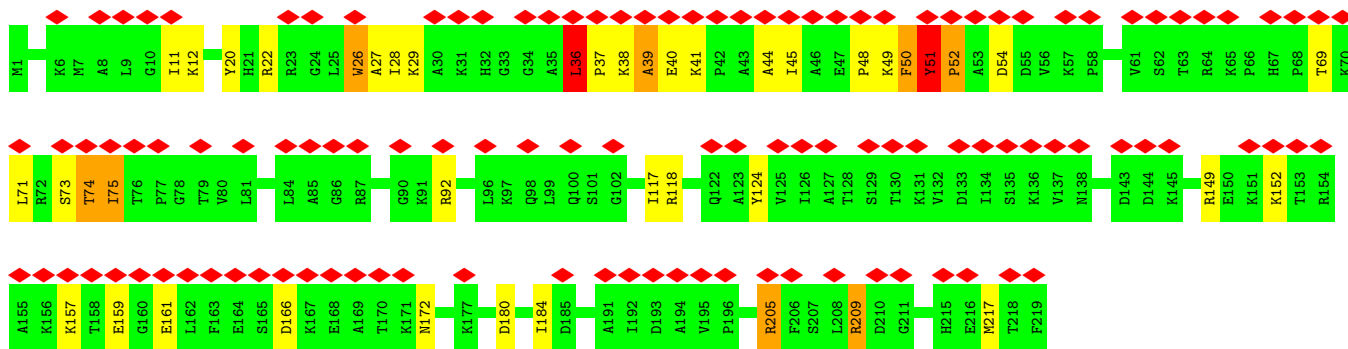 M1 K6 M7 A8 L9 G10 I11 K12 Y20 H21 R22 R23 G24 L25 W26 A27 I28 K29 A30 K31 H32 G33 G34 A35 L36 P37 K38 A39 E40 K41 P42 A43 A44 I45 A46 E47 P48 K49 F50 Y51 P52 A53 D54 D55 V56 K57 P58 V61 S62 T63 R64 K65 P66 H67 P68 T69 K70
L71 R72 S73 T74 I75 T76 P77 G78 T79 V80 L81 L84 A85 G86 R87 G90 K91 R92 L96 K97 Q98 L99 Q100 S101 G102 I117 R118 Q122 A123 Y124 V125 I126 A127 T128 S129 T130 K131 V132 D133 I134 S135 K136 V137 N138 D143 D144 K145 R149 E150 K151 K152 T153 R154
A155 K156 K157 T158 E159 G160 E161 L162 F163 E164 S165 D166 K167 E168 A169 T170 K171 N172 K177 D180 I184 D185 A191 I192 D193 A194 V195 P196 R205 F206 S207 L208 R209 D210 G211 H215 E216 M217 T218 F219